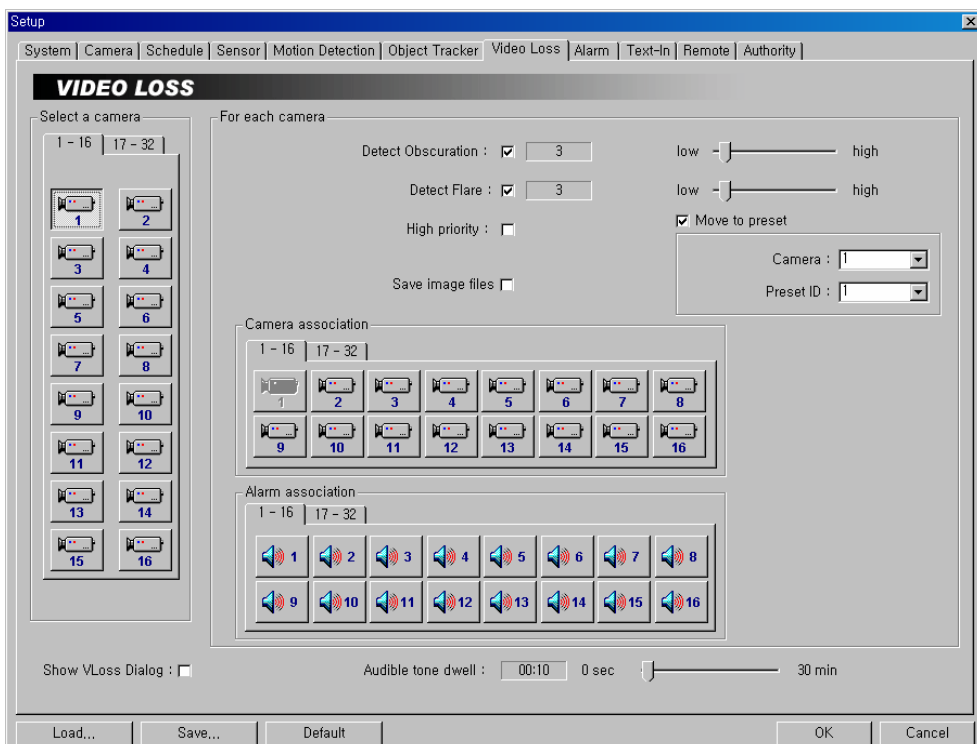 Setup
System Camera Schedule Sensor Motion Detection Object Tracker Video Loss Alarm Text-In Remote Authority
VIDEO LOSS
Select a camera
1 - 16 17 - 32
1 2
3 4
5 6
7 8
9 10
11 12
13 14
15 16
For each camera
Detect Obscuration : 3 low high
Detect Flare : 3 low high
High priority :
Move to preset
Camera : 1
Save image files
Preset ID : 1
Camera association
1 - 16 17 - 32
1 2 3 4 5 6 7 8
9 10 11 12 13 14 15 16
Alarm association
1 - 16 17 - 32
1 2 3 4 5 6 7 8
9 10 11 12 13 14 15 16
Show VLoss Dialog :
Audible tone dwell : 00:10 0 sec 30 min
Load... Save... Default OK Cancel